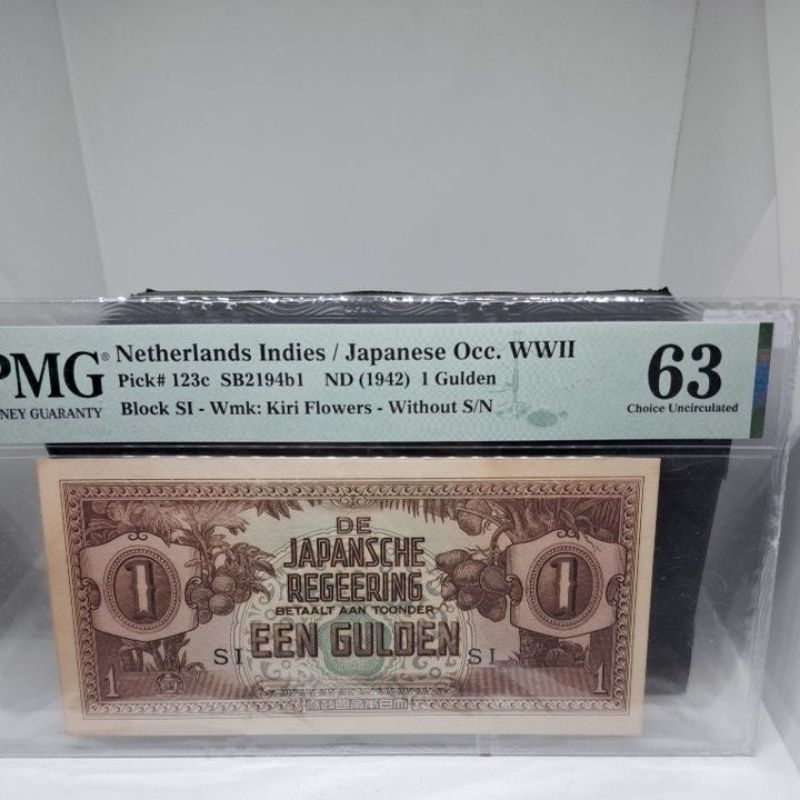 PMG®
NEY GUARANTY
Netherlands Indies / Japanese Occ. WWII
Pick# 123c SB2194b1 ND (1942) 1 Gulden
Block SI - Wmk: Kiri Flowers - Without S/N
63
Choice Uncirculated
DE
JAPANSCHE
REGEERING
BETAALT AAN TOONDER
EEN GULDEN
1 1
SI SI
1 1